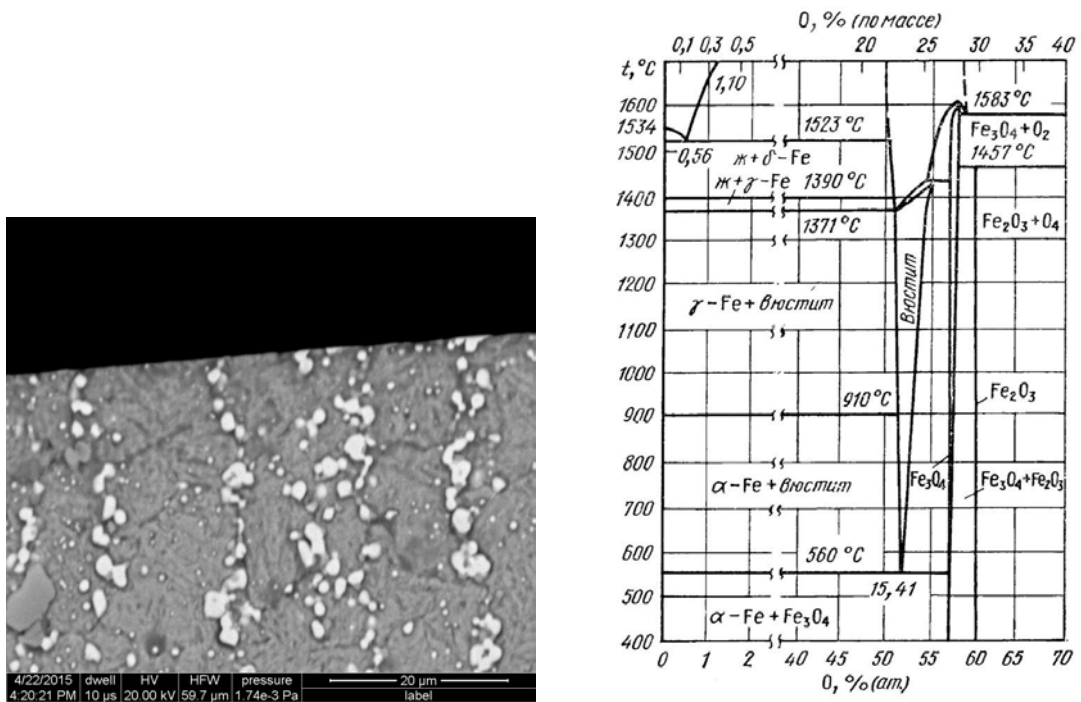 4/22/2015 dwell HV HFW pressure 20 µm
4:20:21 PM 10 µs 20.00 kV 59.7 µm 1.74e-3 Pa label
O, % (по массе)
0,1 0,3 0,5 20 25 30 35 40
t, °C
1600
1534
1500
1400
1300
1200
1100
1000
900
800
700
600
500
400
1,10
1583 °C
1523 °C
Fe₃O₄ + O₂
1457 °C
0,56
ж + δ - Fe
ж + γ - Fe 1390 °C
1371 °C
Fe₂O₃ + O₄
Вюстит
γ - Fe + вюстит
910 °C
Fe₂O₃
Fe₃O₄
Fe₃O₄ + Fe₂O₃
α - Fe + вюстит
560 °C
15,41
α - Fe + Fe₃O₄
0 1 2 40 45 50 55 60 65 70
O, % (ат.)